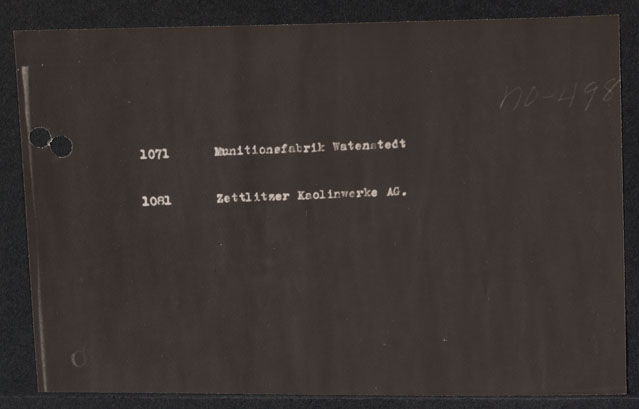 NO-498
1071 Munitionsfabrik Watenstedt
1081 Zettlitzer Kaolinwerke AG.